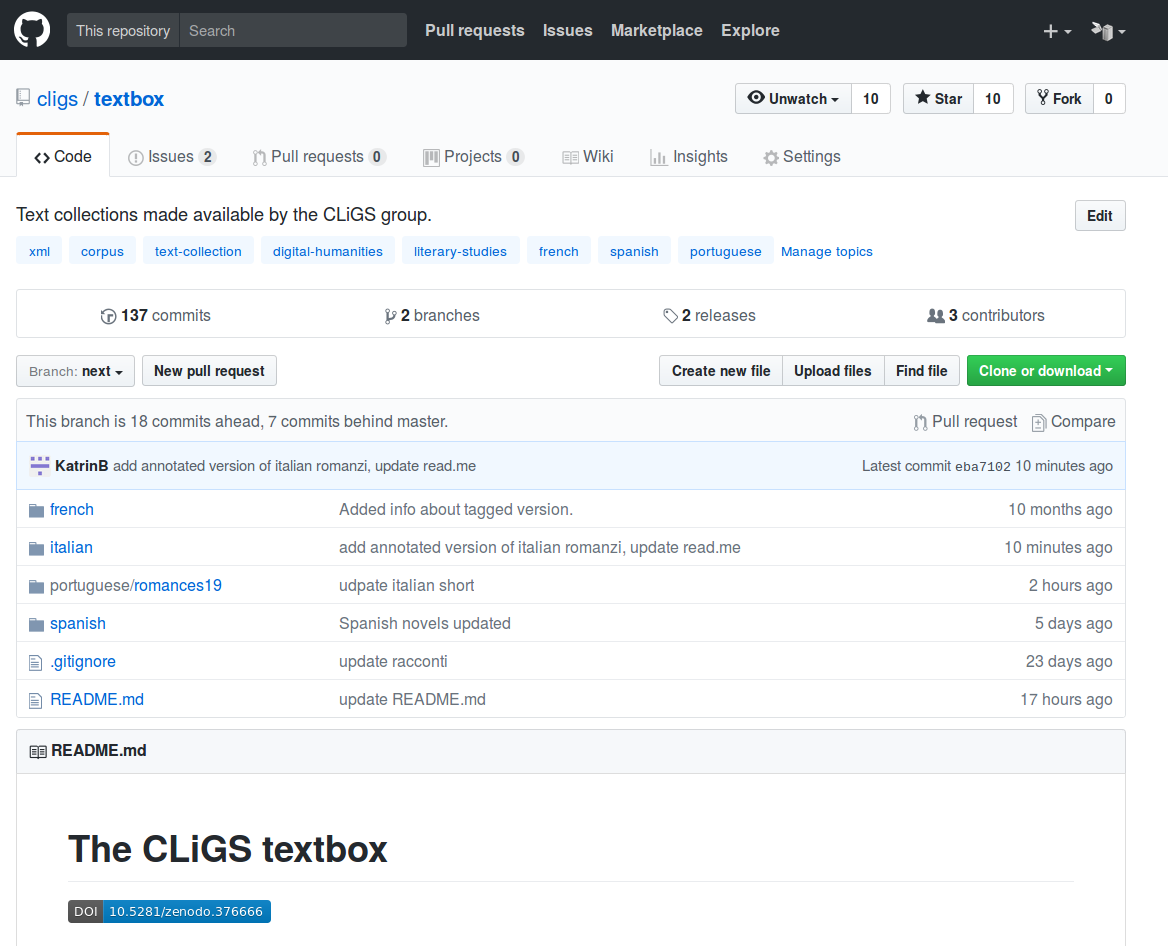 This repository Search Pull requests Issues Marketplace Explore
cligs / textbox Unwatch 10 Star 10 Fork 0
Code Issues 2 Pull requests 0 Projects 0 Wiki Insights Settings
Text collections made available by the CLiGS group. Edit
xml corpus text-collection digital-humanities literary-studies french spanish portuguese Manage topics
137 commits 2 branches 2 releases 3 contributors
Branch: next New pull request Create new file Upload files Find file Clone or download
This branch is 18 commits ahead, 7 commits behind master. Pull request Compare
KatrinB add annotated version of italian romanzi, update read.me Latest commit eba7102 10 minutes ago
french Added info about tagged version. 10 months ago
italian add annotated version of italian romanzi, update read.me 10 minutes ago
portuguese/romances19 udpate italian short 2 hours ago
spanish Spanish novels updated 5 days ago
.gitignore update racconti 23 days ago
README.md update README.md 17 hours ago
README.md
The CLiGS textbox
DOI 10.5281/zenodo.376666